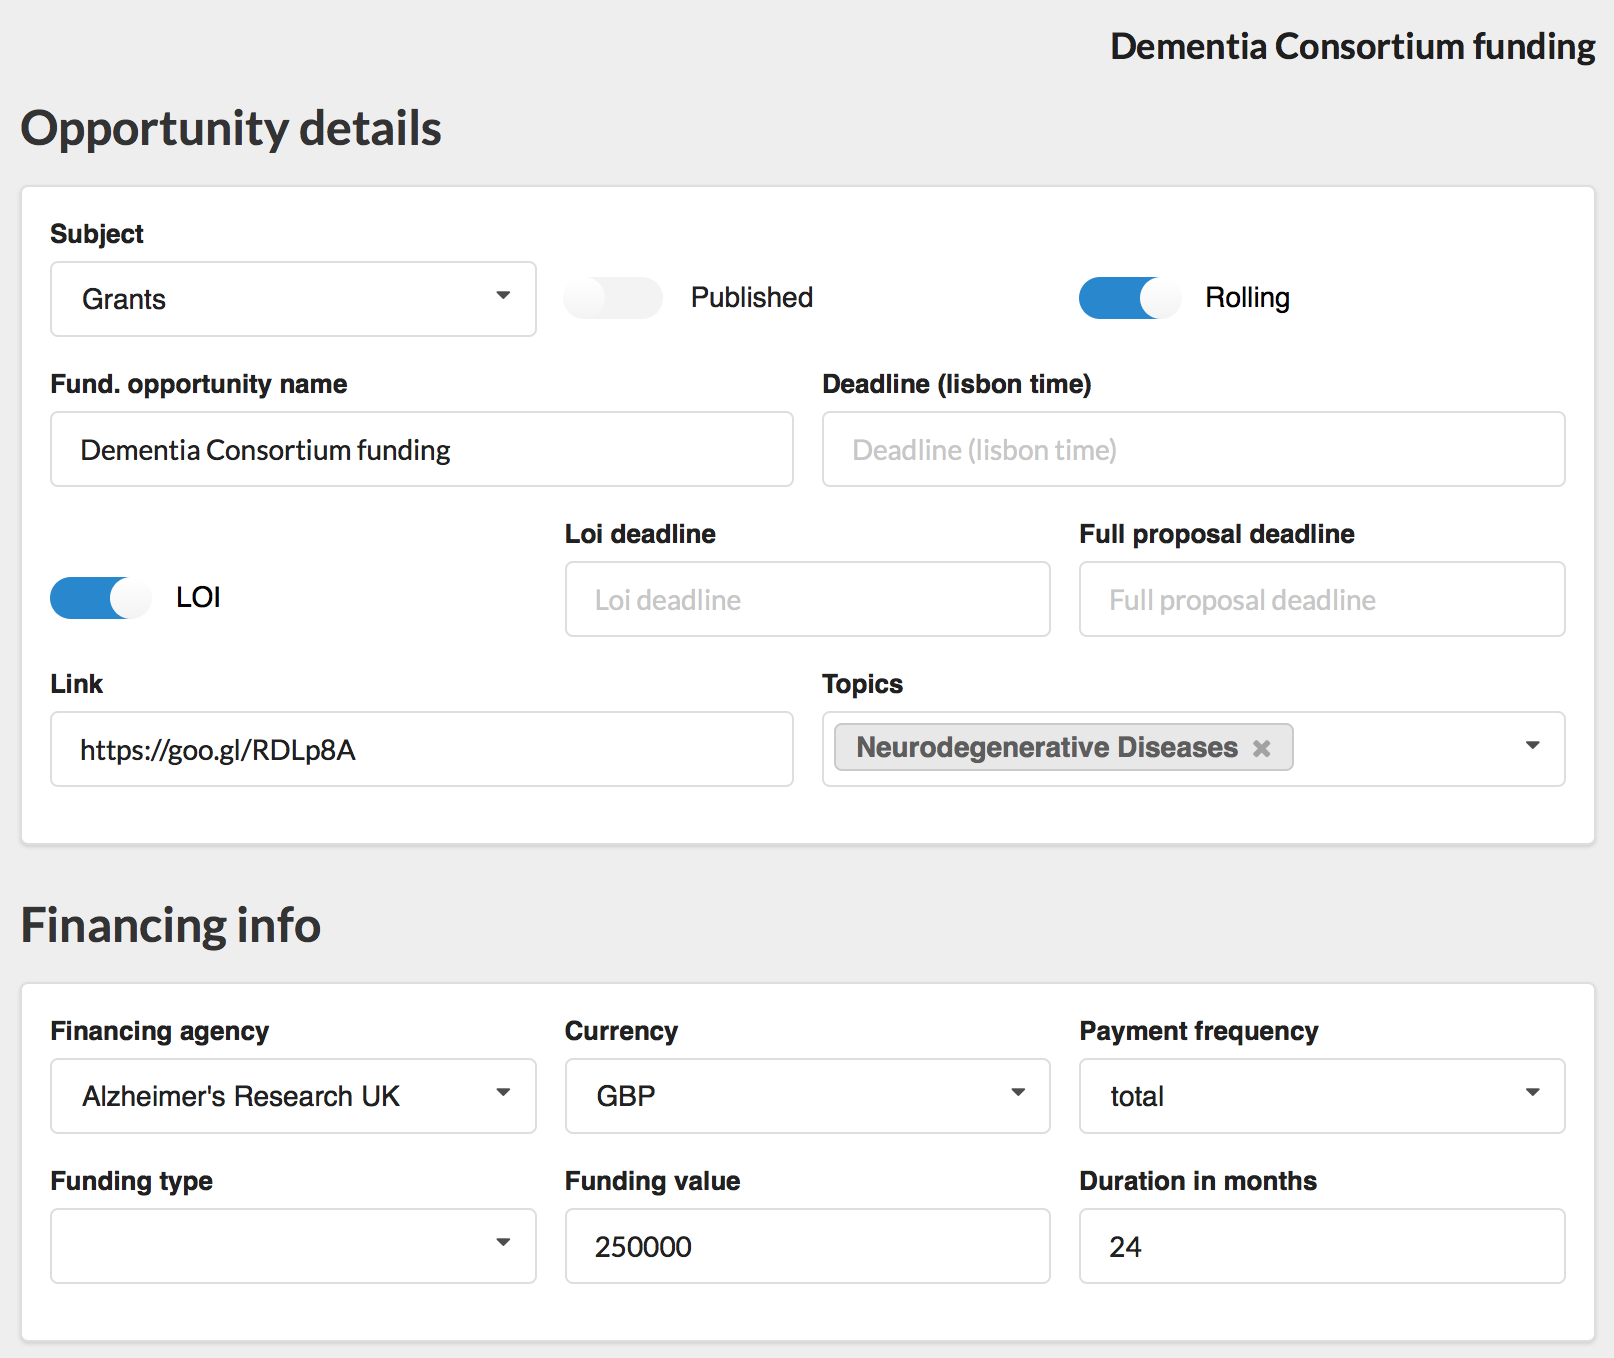 Dementia Consortium funding
Opportunity details
Subject
Grants
Published
Rolling
Fund. opportunity name
Deadline (lisbon time)
Dementia Consortium funding
Deadline (lisbon time)
Loi deadline
Full proposal deadline
LOI
Loi deadline
Full proposal deadline
Link
Topics
https://goo.gl/RDLp8A
Neurodegenerative Diseases ×
Financing info
Financing agency
Currency
Payment frequency
Alzheimer's Research UK
GBP
total
Funding type
Funding value
Duration in months
250000
24